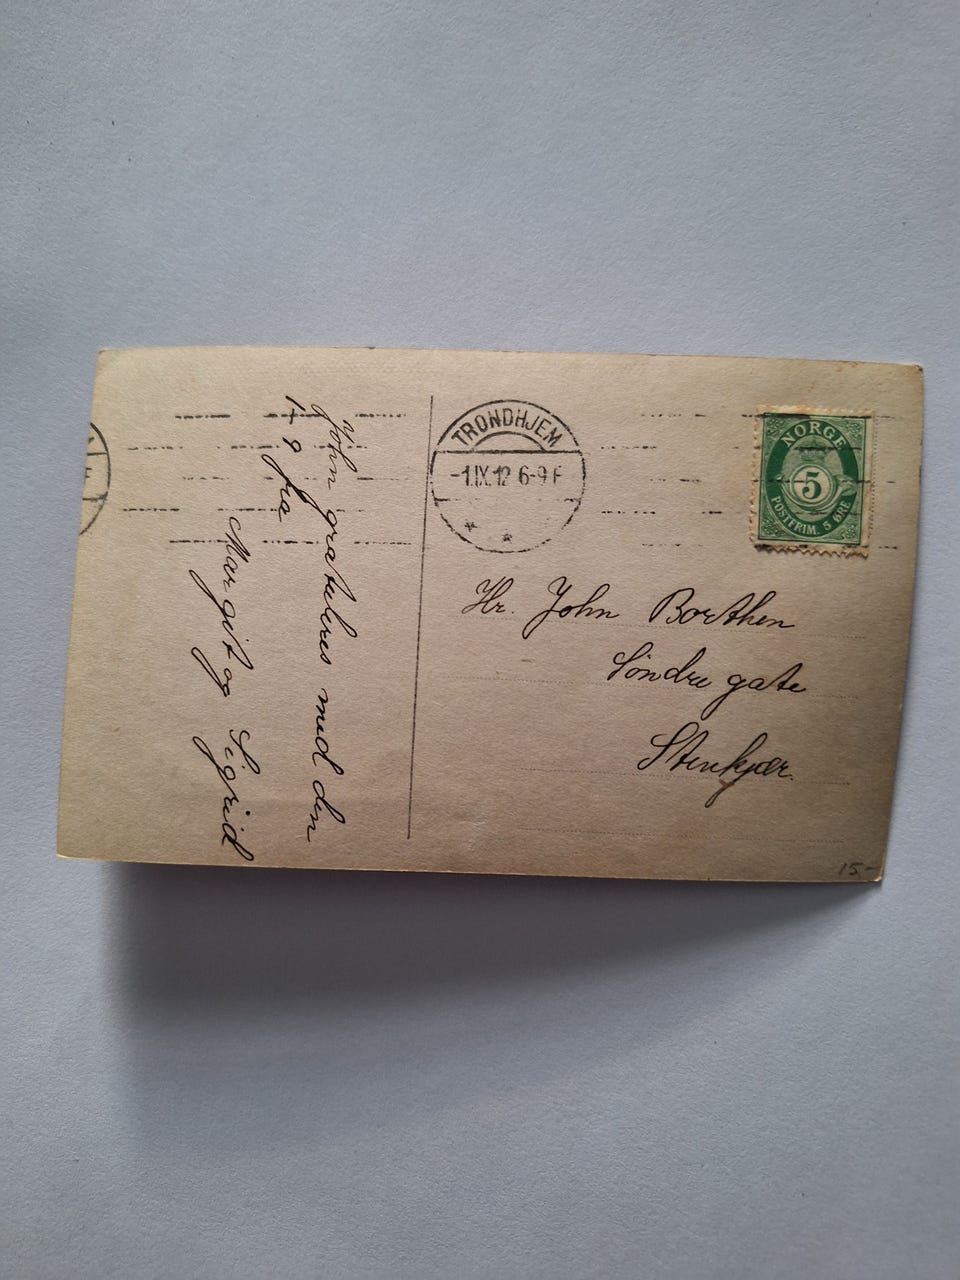 John gratuleres med den
1-9 fra
Margit og Sigrid
TRONDHJEM
-1.IX.12 6-9 F
NORGE
5
POSTFRIM. 5 ØRE
Hr. John Borthen
Søndre gate
Stenkjær.
15-